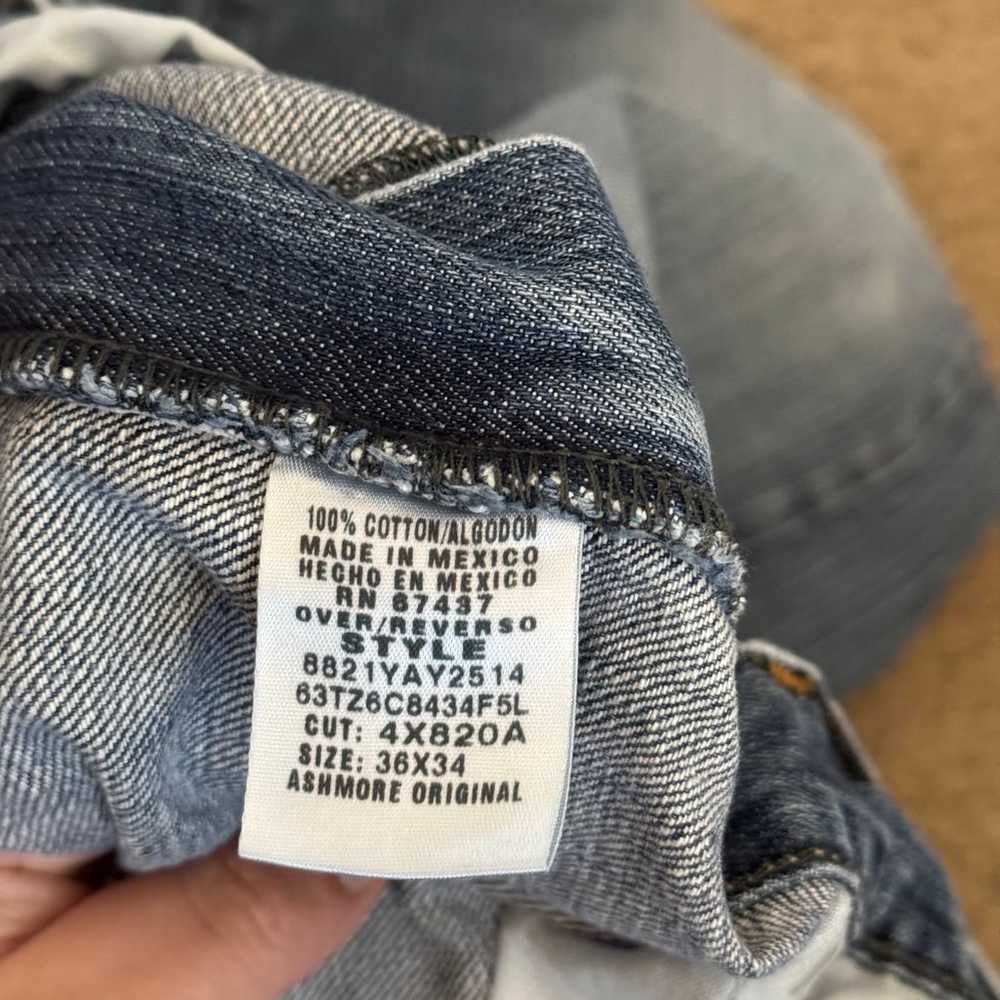 100% COTTON/ALGODON
MADE IN MEXICO
HECHO EN MEXICO
RN 67437
OVER/REVERSO
STYLE
8821YAY2514
63TZ6C8434F5L
CUT: 4X820A
SIZE: 36X34
ASHMORE ORIGINAL